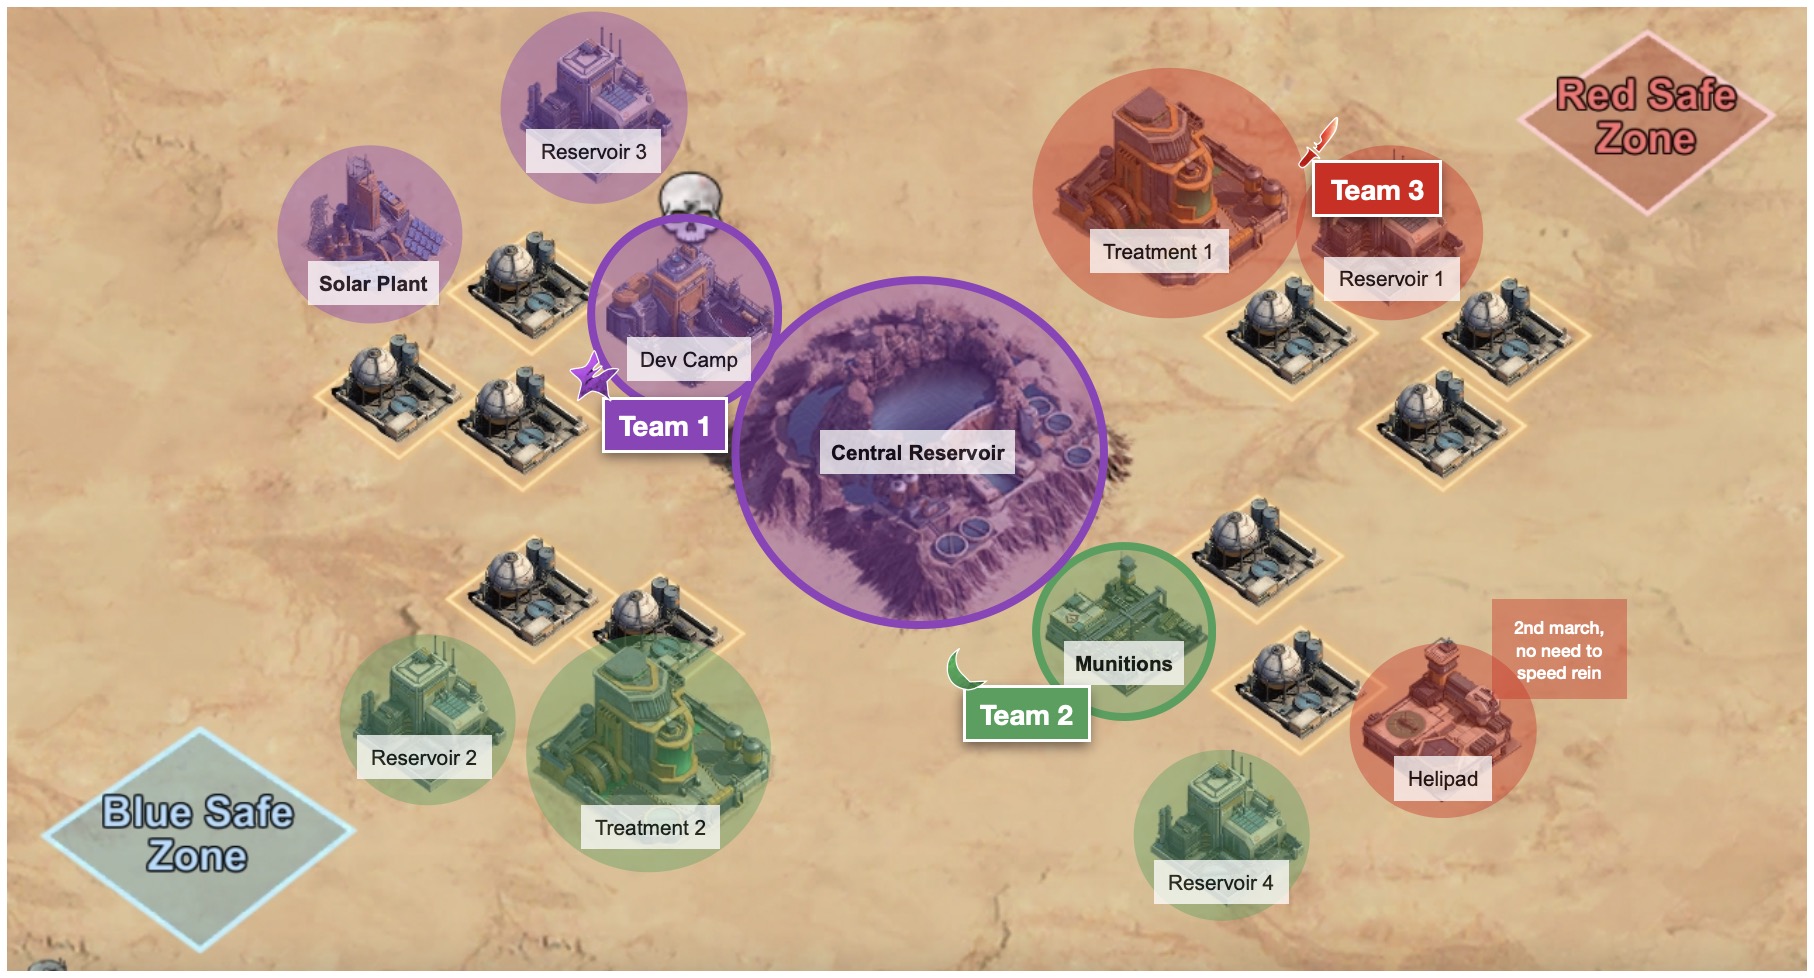 Reservoir 3
Red Safe
Zone
Team 3
Treatment 1
Reservoir 1
Solar Plant
Dev Camp
Team 1
Central Reservoir
2nd march,
no need to
speed rein
Munitions
Team 2
Helipad
Reservoir 2
Treatment 2
Blue Safe
Zone
Reservoir 4